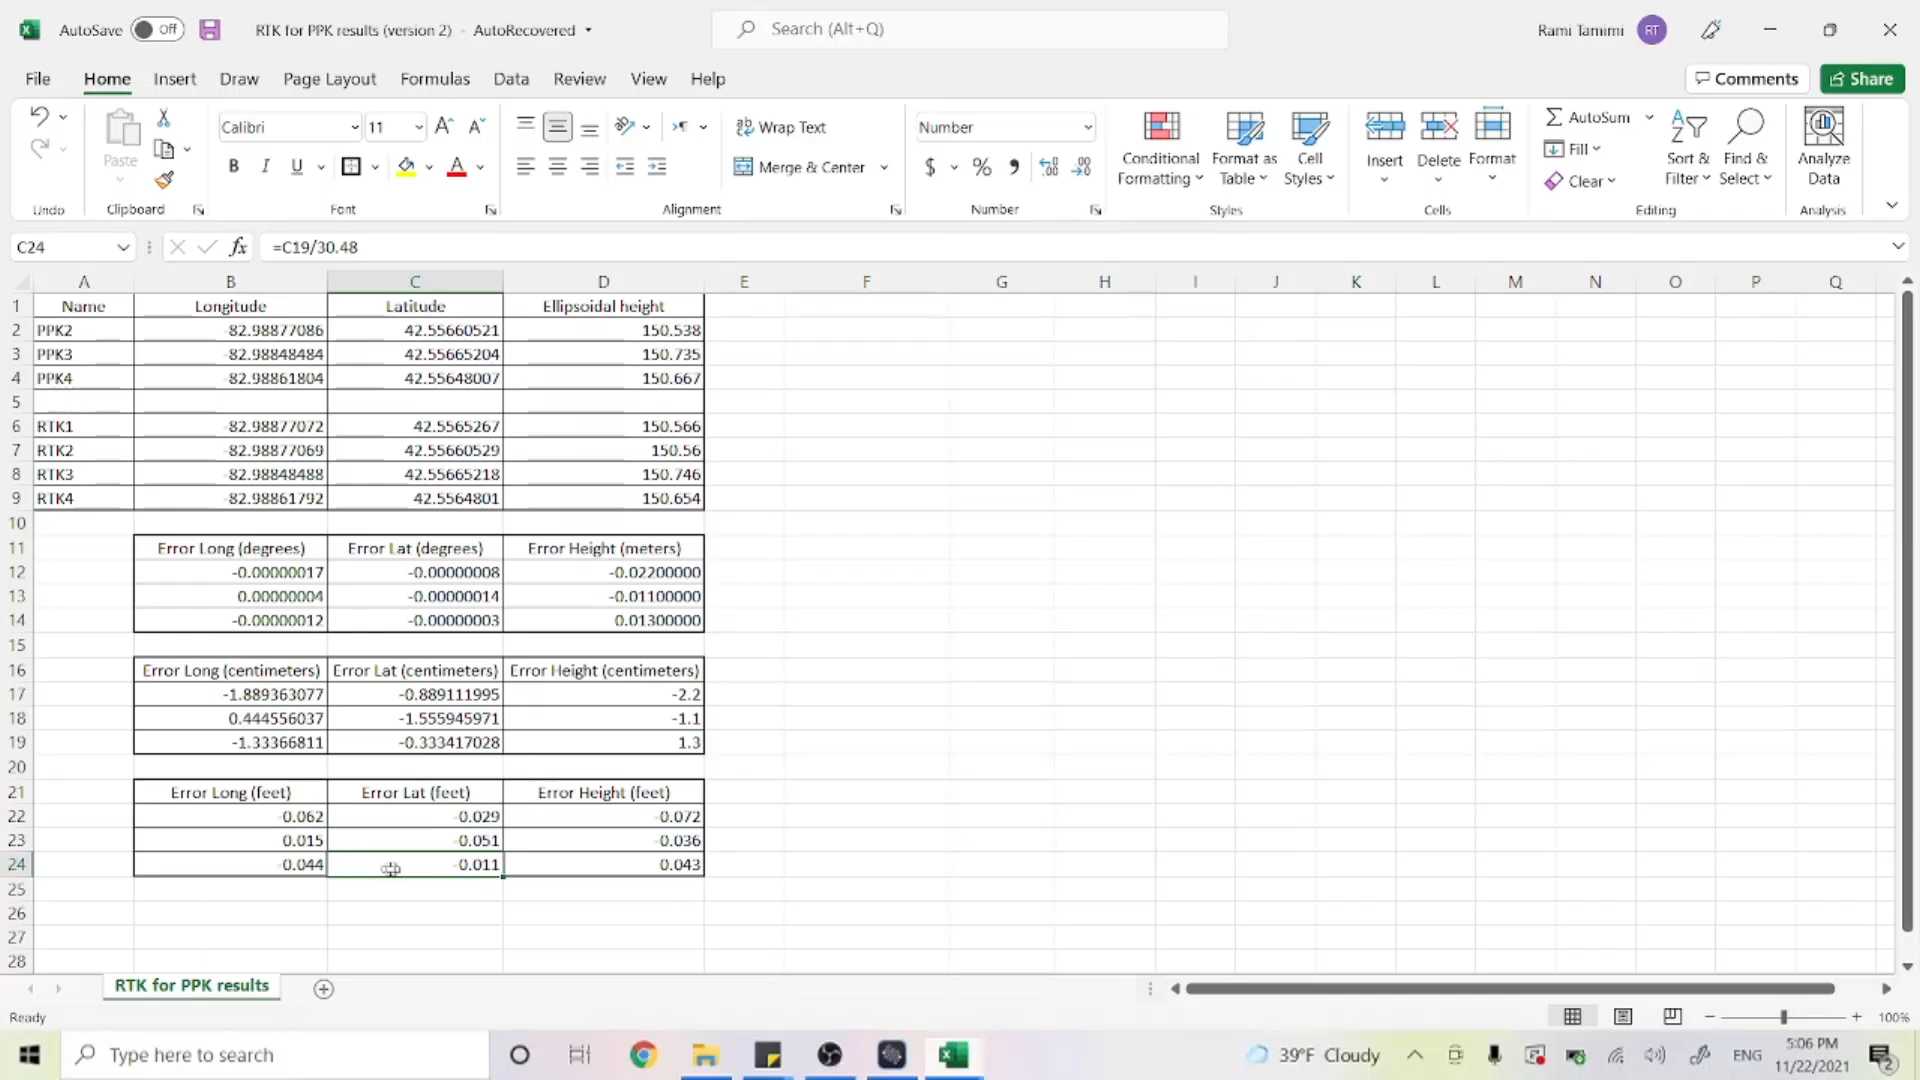 AutoSave Off RTK for PPK results (version 2) - AutoRecovered Search (Alt+Q) Rami Tamimi RT
File Home Insert Draw Page Layout Formulas Data Review View Help Comments Share
Paste
Calibri 11
B I U
Wrap Text
Merge & Center
Number
$ % 9
Conditional Formatting
Format as Table
Cell Styles
Insert Delete Format
AutoSum
Fill
Clear
Sort & Filter
Find & Select
Analyze Data
Undo Clipboard Font Alignment Number Styles Cells Editing Analysis
C24 fx =C19/30.48
A B C D E F G H I J K L M N O P Q
1 Name Longitude Latitude Ellipsoidal height
2 PPK2 -82.98877086 42.55660521 150.538
3 PPK3 -82.98848484 42.55665204 150.735
4 PPK4 -82.98861804 42.55648007 150.667
5
6 RTK1 -82.98877072 42.5565267 150.566
7 RTK2 -82.98877069 42.55660529 150.56
8 RTK3 -82.98848488 42.55665218 150.746
9 RTK4 -82.98861792 42.5564801 150.654
10
11 Error Long (degrees) Error Lat (degrees) Error Height (meters)
12 -0.00000017 -0.00000008 -0.02200000
13 0.00000004 -0.00000014 -0.01100000
14 -0.00000012 -0.00000003 0.01300000
15
16 Error Long (centimeters) Error Lat (centimeters) Error Height (centimeters)
17 -1.889363077 -0.889111995 -2.2
18 0.444556037 -1.555945971 -1.1
19 -1.33366811 -0.333417028 1.3
20
21 Error Long (feet) Error Lat (feet) Error Height (feet)
22 -0.062 -0.029 -0.072
23 0.015 -0.051 -0.036
24 -0.044 -0.011 0.043
25
26
27
28
RTK for PPK results
Ready 100%
Type here to search 39°F Cloudy ENG 5:06 PM
11/22/2021 2